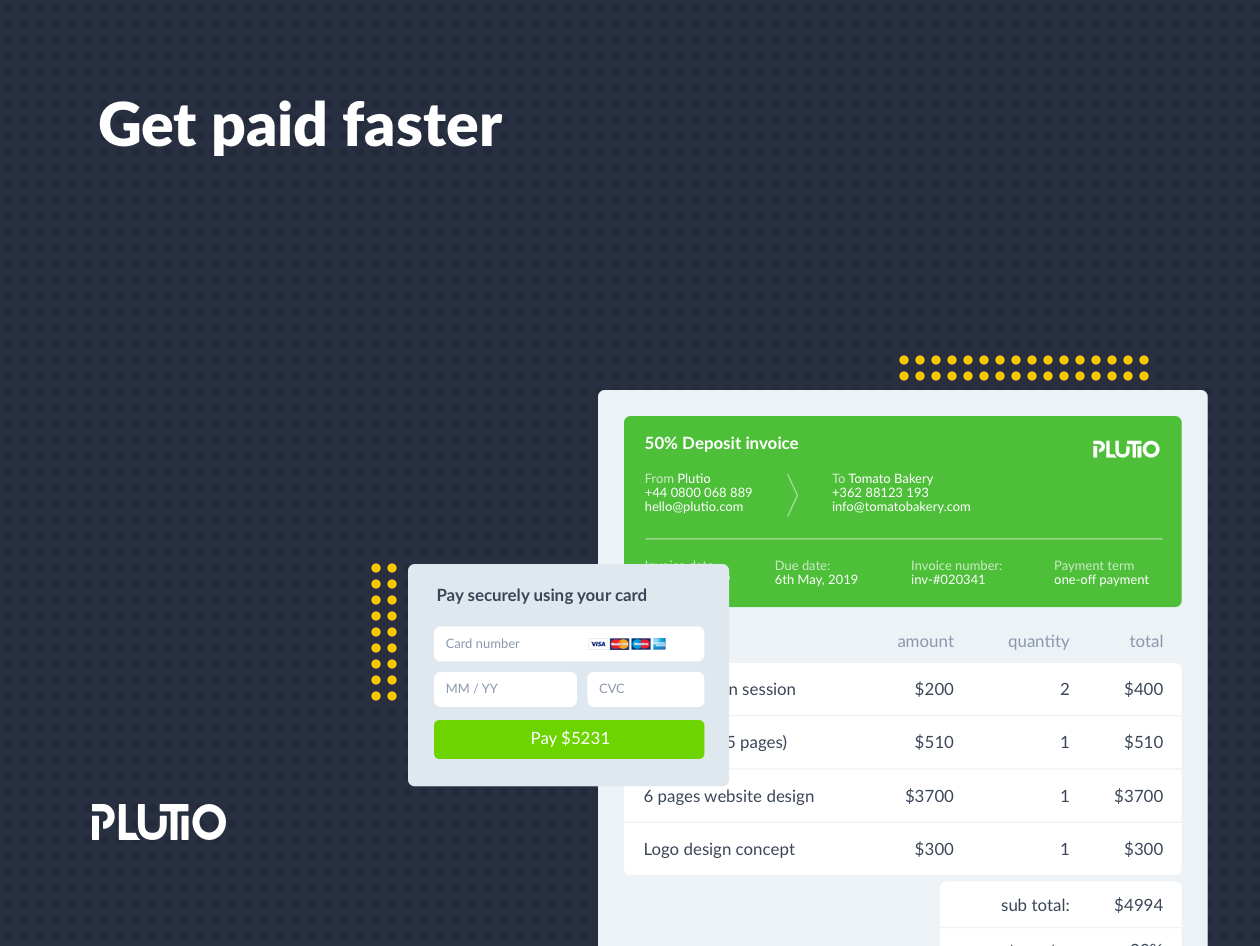 Get paid faster
50% Deposit invoice
PLUTIO
From Plutio
+44 0800 068 889
hello@plutio.com
To Tomato Bakery
+362 88123 193
info@tomatobakery.com
Invoice date:
Due date:
6th May, 2019
Invoice number:
inv-#020341
Payment term
one-off payment
Pay securely using your card
Card number
VISA
MM / YY
CVC
Pay $5231
amount quantity total
n session $200 2 $400
5 pages) $510 1 $510
6 pages website design $3700 1 $3700
Logo design concept $300 1 $300
sub total: $4994
PLUTIO